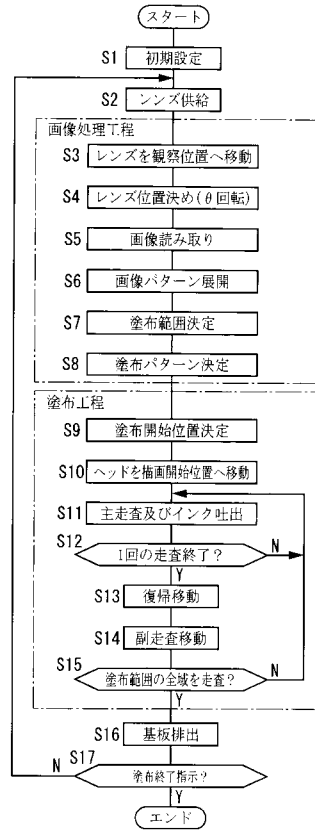 スタート
S1 初期設定
S2 レンズ供給
画像処理工程
S3 レンズを観察位置へ移動
S4 レンズ位置決め(θ回転)
S5 画像読み取り
S6 画像パターン展開
S7 塗布範囲決定
S8 塗布パターン決定
塗布工程
S9 塗布開始位置決定
S10 ヘッドを描画開始位置へ移動
S11 主走査及びインク吐出
S12 1回の走査終了? N
Y
S13 復帰移動
S14 副走査移動
S15 塗布範囲の全域を走査? N
Y
S16 基板排出
S17
N 塗布終了指示?
Y
エンド